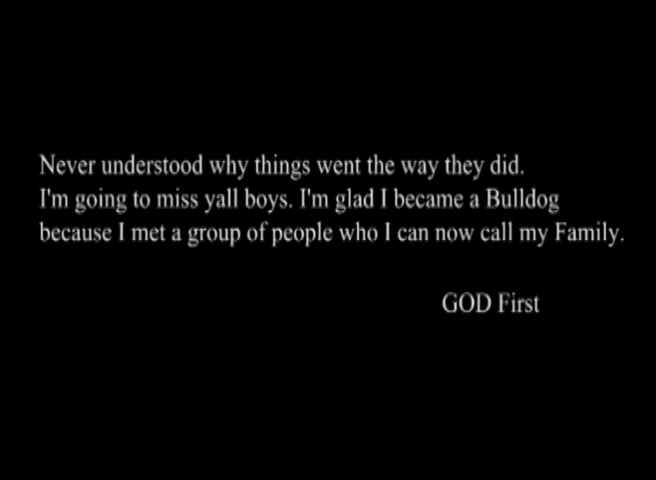 Never understood why things went the way they did.
I'm going to miss yall boys. I'm glad I became a Bulldog
because I met a group of people who I can now call my Family.
GOD First